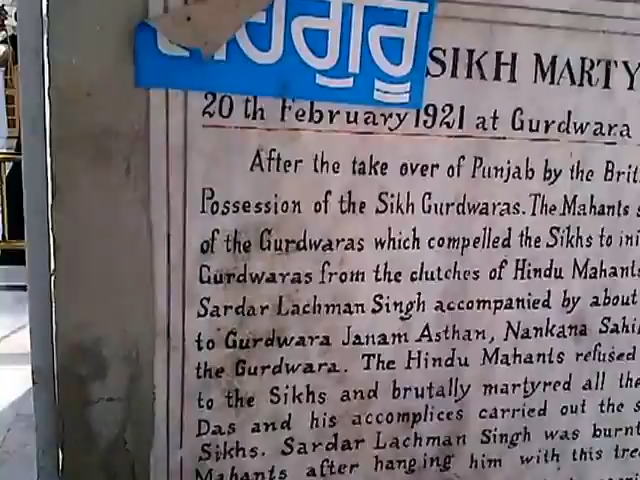 ਹਿਗੁਰੂ
SIKH MARTY
20 th February 1921 at Gurdwara
After the take over of Punjab by the Brit
Possession of the Sikh Gurdwaras. The Mahants s
of the Gurdwaras which compelled the Sikhs to ini
Gurdwaras from the clutches of Hindu Mahants
Sardar Lachman Singh accompanied by about
to Gurdwara Janam Asthan, Nankana Sahi
the Gurdwara. The Hindu Mahants refused
to the Sikhs and brutally martyred all the
Das and his accomplices carried out the s
Sikhs. Sardar Lachman Singh was burnt
Mahants after hanging him with this tree